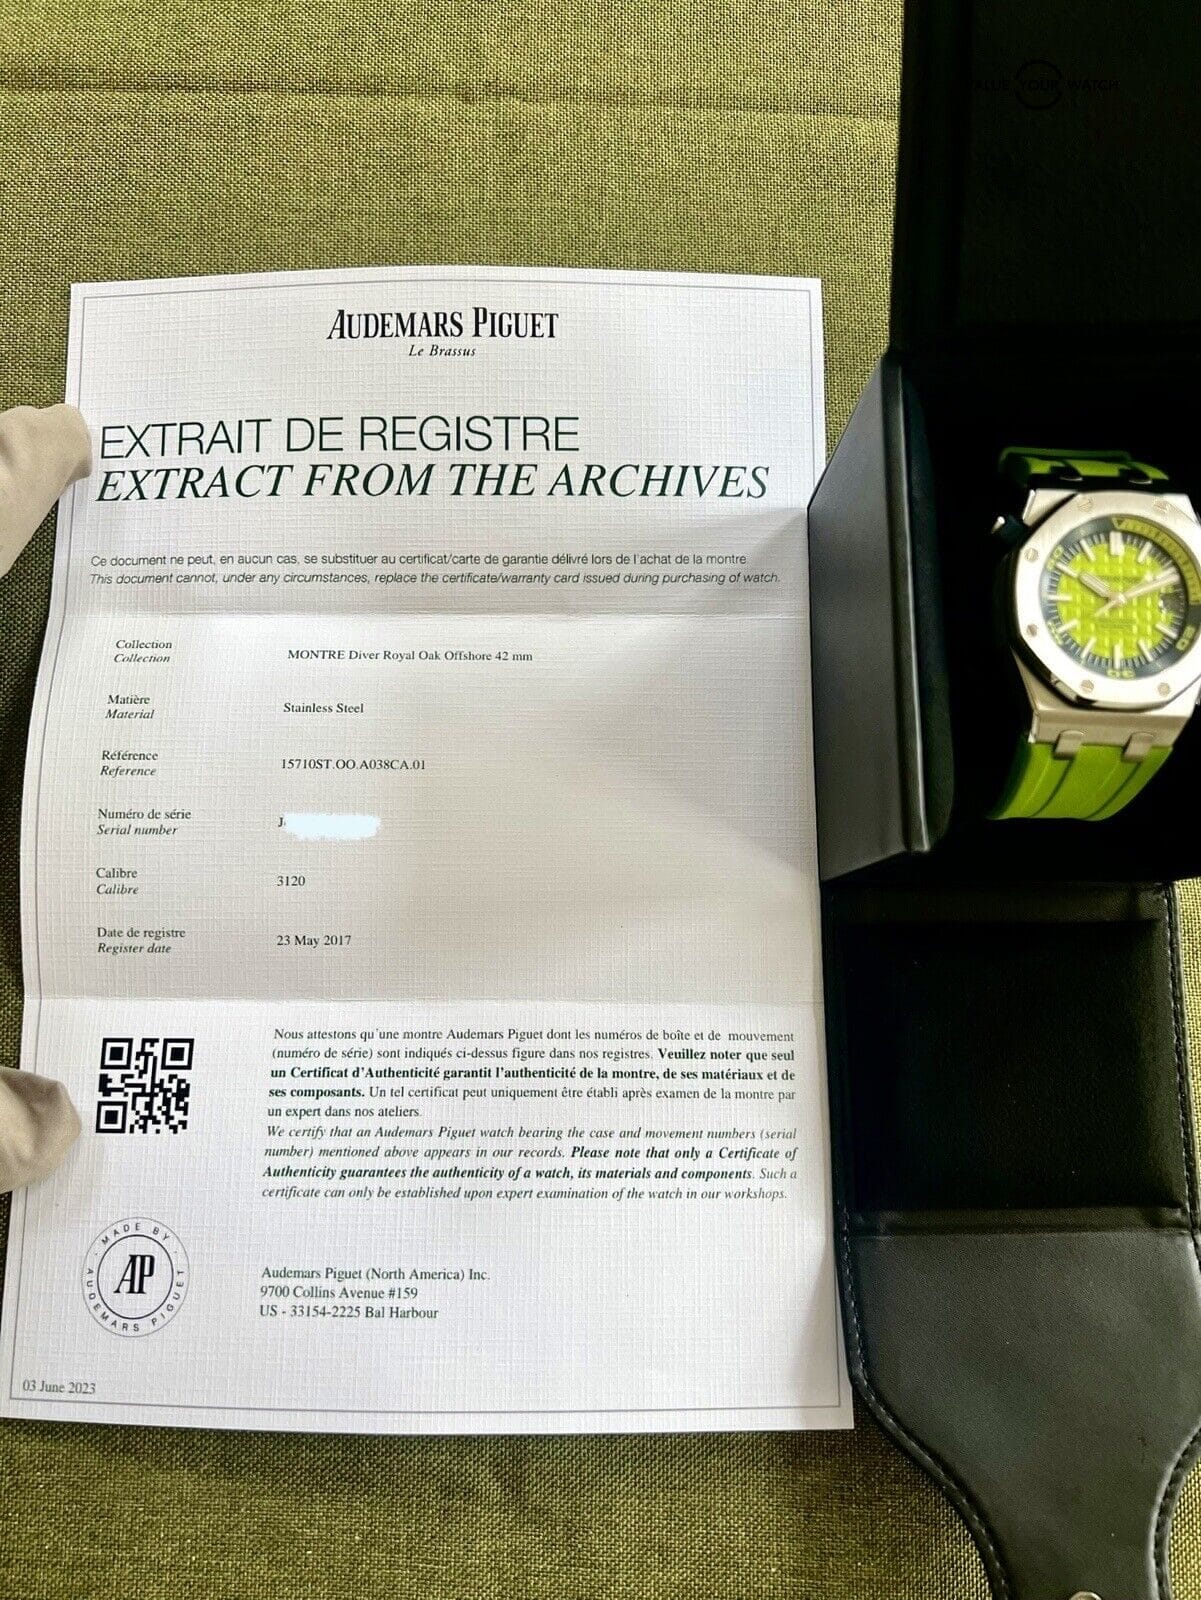 VALUE YOUR WATCH
AUDEMARS PIGUET
Le Brassus
EXTRAIT DE REGISTRE
EXTRACT FROM THE ARCHIVES
Ce document ne peut, en aucun cas, se substituer au certificat/carte de garantie délivré lors de l'achat de la montre.
This document cannot, under any circumstances, replace the certificate/warranty card issued during purchasing of watch.
Collection
Collection
MONTRE Diver Royal Oak Offshore 42 mm
Matière
Material
Stainless Steel
Référence
Reference
15710ST.OO.A038CA.01
Numéro de série
Serial number
J
Calibre
Calibre
3120
Date de registre
Register date
23 May 2017
Nous attestons qu'une montre Audemars Piguet dont les numéros de boîte et de mouvement
(numéro de série) sont indiqués ci-dessus figure dans nos registres. Veuillez noter que seul
un Certificat d'Authenticité garantit l'authenticité de la montre, de ses matériaux et de
ses composants. Un tel certificat peut uniquement être établi après examen de la montre par
un expert dans nos ateliers.
We certify that an Audemars Piguet watch bearing the case and movement numbers (serial
number) mentioned above appears in our records. Please note that only a Certificate of
Authenticity guarantees the authenticity of a watch, its materials and components. Such a
certificate can only be established upon expert examination of the watch in our workshops.
MADE BY
AP
AUDEMARS PIGUET
Audemars Piguet (North America) Inc.
9700 Collins Avenue #159
US - 33154-2225 Bal Harbour
03 June 2023